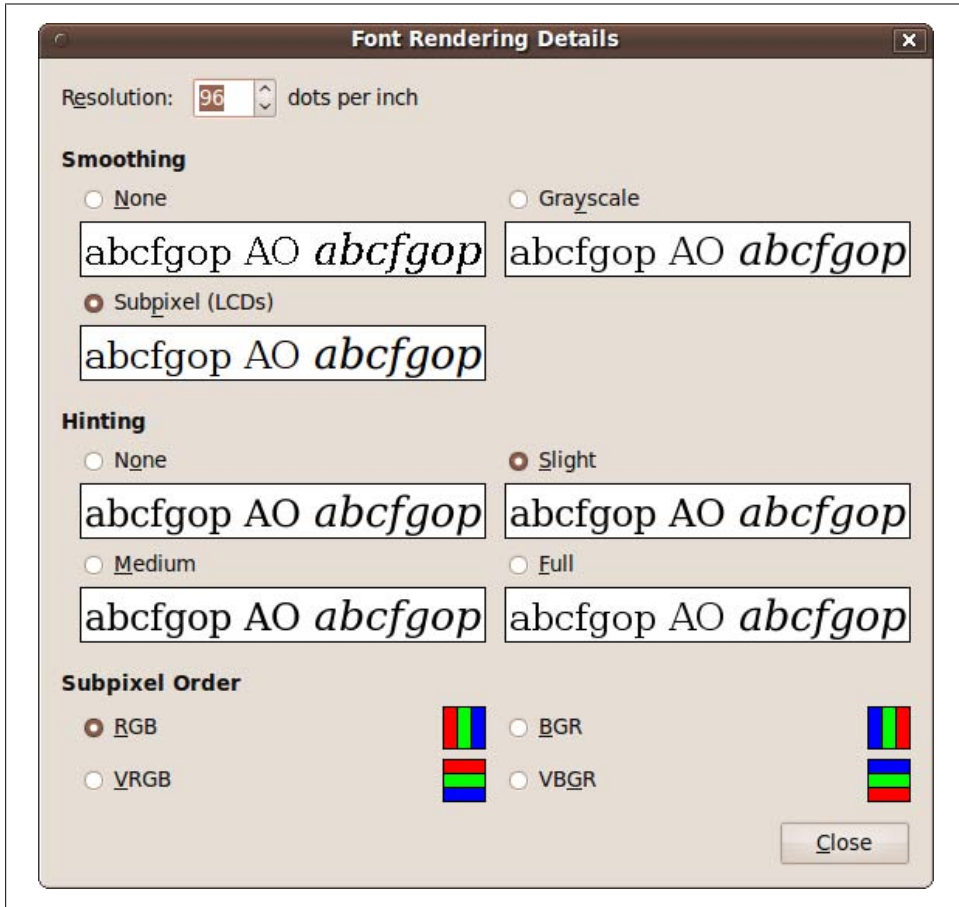 Font Rendering Details
Resolution: 96 dots per inch
Smoothing
None Grayscale
abcfgop AO abcfgop abcfgop AO abcfgop
Subpixel (LCDs)
abcfgop AO abcfgop
Hinting
None Slight
abcfgop AO abcfgop abcfgop AO abcfgop
Medium Full
abcfgop AO abcfgop abcfgop AO abcfgop
Subpixel Order
RGB BGR
VRGB VBGR
Close